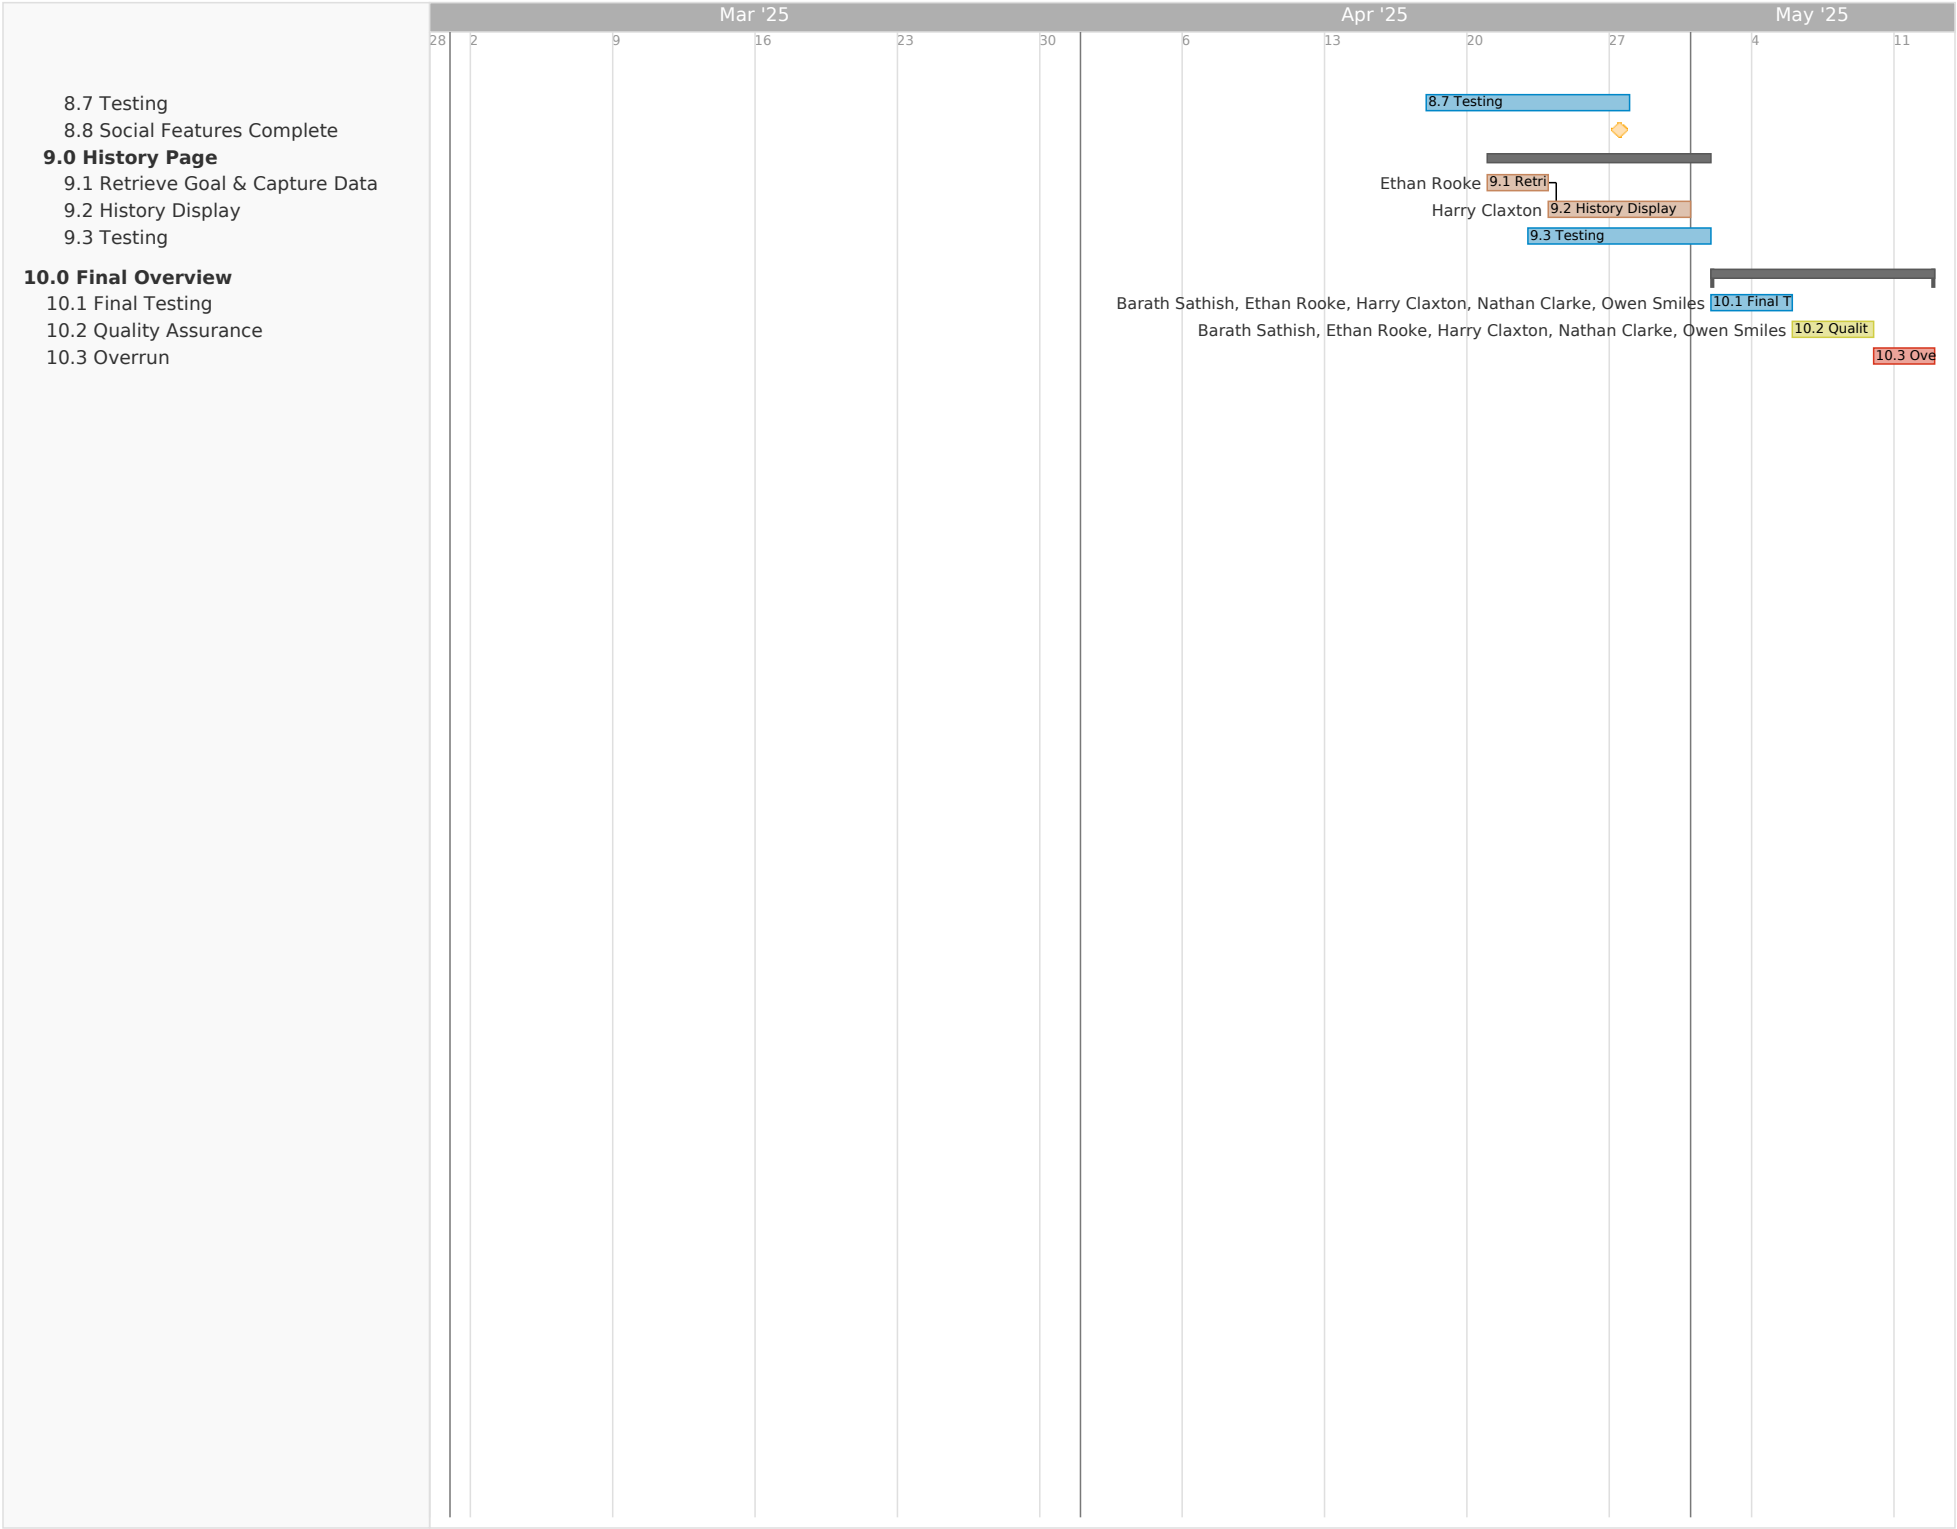 Mar '25 Apr '25 May '25
28 2 9 16 23 30 6 13 20 27 4 11
8.7 Testing 8.7 Testing
8.8 Social Features Complete
9.0 History Page
9.1 Retrieve Goal & Capture Data Ethan Rooke 9.1 Retri
9.2 History Display Harry Claxton 9.2 History Display
9.3 Testing 9.3 Testing
10.0 Final Overview
10.1 Final Testing Barath Sathish, Ethan Rooke, Harry Claxton, Nathan Clarke, Owen Smiles 10.1 Final T
10.2 Quality Assurance Barath Sathish, Ethan Rooke, Harry Claxton, Nathan Clarke, Owen Smiles 10.2 Qualit
10.3 Overrun 10.3 Ove